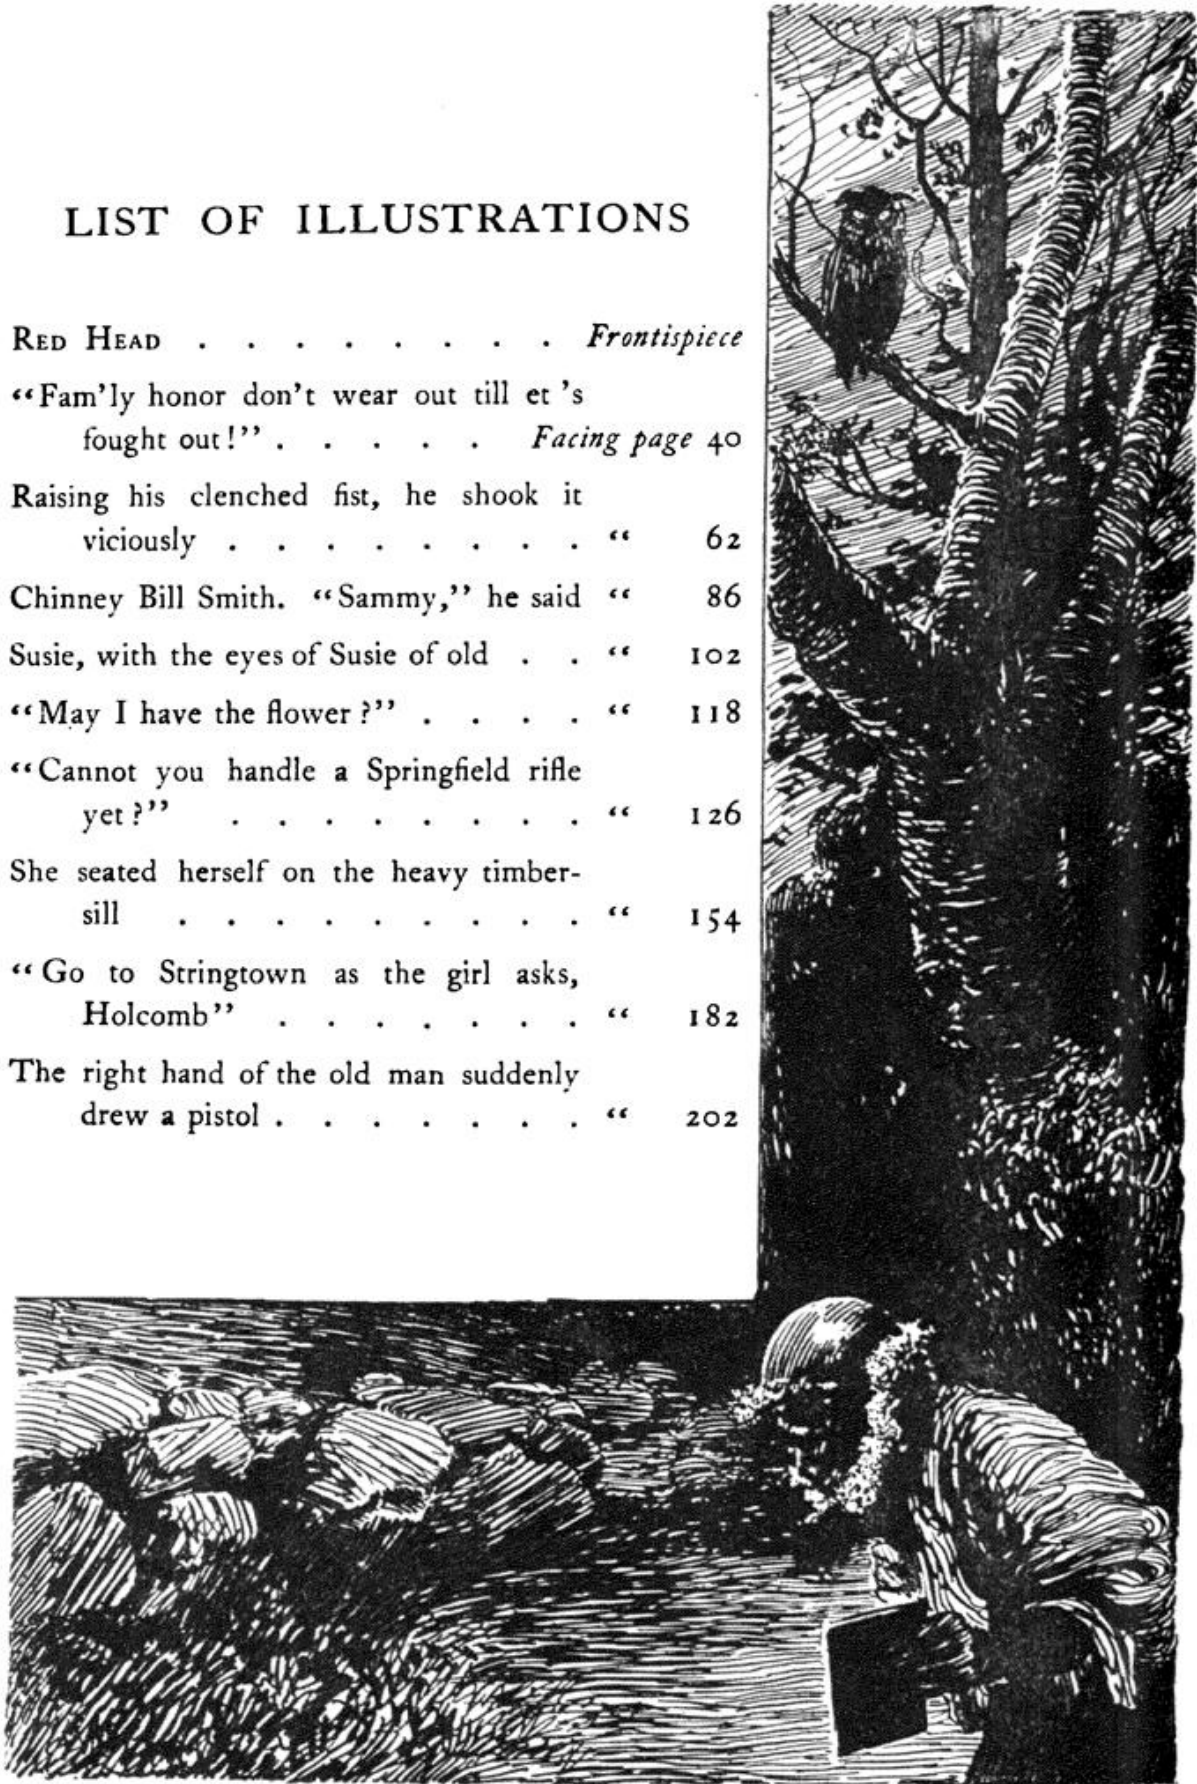 LIST OF ILLUSTRATIONS
RED HEAD . . . . . . . . Frontispiece
“Fam'ly honor don't wear out till et 's
fought out!” . . . . . Facing page 40
Raising his clenched fist, he shook it
viciously . . . . . . . . “ 62
Chinney Bill Smith. “Sammy,” he said “ 86
Susie, with the eyes of Susie of old . . “ 102
“May I have the flower?” . . . . “ 118
“Cannot you handle a Springfield rifle
yet?” . . . . . . . . “ 126
She seated herself on the heavy timber-
sill . . . . . . . . . “ 154
“Go to Stringtown as the girl asks,
Holcomb” . . . . . . . “ 182
The right hand of the old man suddenly
drew a pistol . . . . . . . “ 202